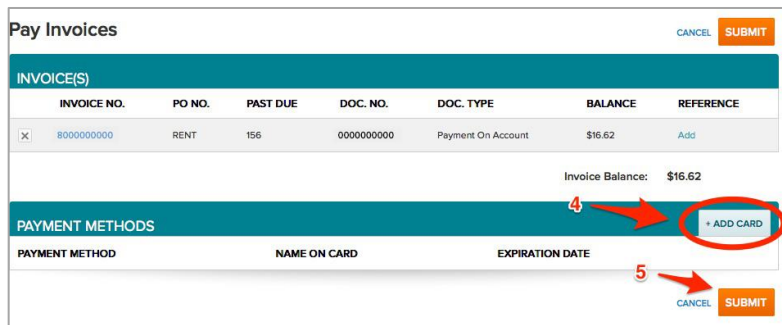 Pay Invoices
CANCEL SUBMIT
INVOICE(S)
INVOICE NO. PO NO. PAST DUE DOC. NO. DOC. TYPE BALANCE REFERENCE
8000000000 RENT 156 0000000000 Payment On Account $16.62 Add
Invoice Balance: $16.62
4
PAYMENT METHODS + ADD CARD
PAYMENT METHOD NAME ON CARD EXPIRATION DATE
5
CANCEL SUBMIT